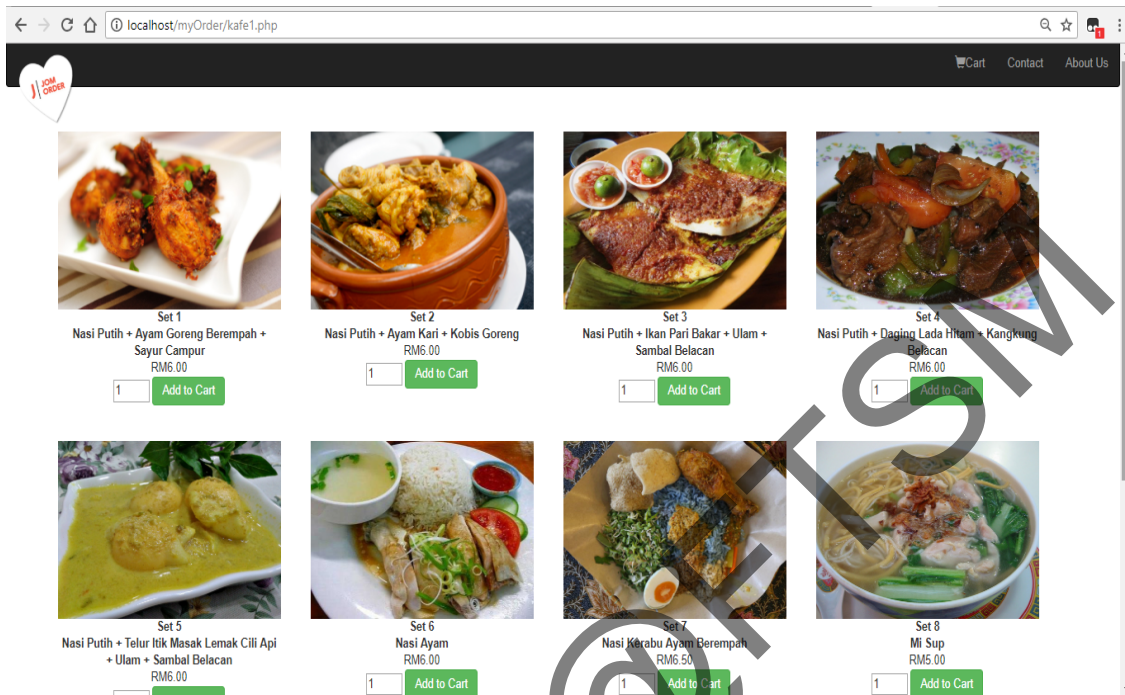 localhost/myOrder/kafe1.php
1
JOM
ORDER
Cart Contact About Us
Set 1
Nasi Putih + Ayam Goreng Berempah +
Sayur Campur
RM6.00
1 Add to Cart
Set 2
Nasi Putih + Ayam Kari + Kobis Goreng
RM6.00
1 Add to Cart
Set 3
Nasi Putih + Ikan Pari Bakar + Ulam +
Sambal Belacan
RM6.00
1 Add to Cart
Set 4
Nasi Putih + Daging Lada Hitam + Kangkung
Belacan
RM6.00
1 Add to Cart
Set 5
Nasi Putih + Telur Itik Masak Lemak Cili Api
+ Ulam + Sambal Belacan
RM6.00
Set 6
Nasi Ayam
RM6.00
1 Add to Cart
Set 7
Nasi Kerabu Ayam Berempah
RM6.50
1 Add to Cart
Set 8
Mi Sup
RM5.00
1 Add to Cart
@FTSM